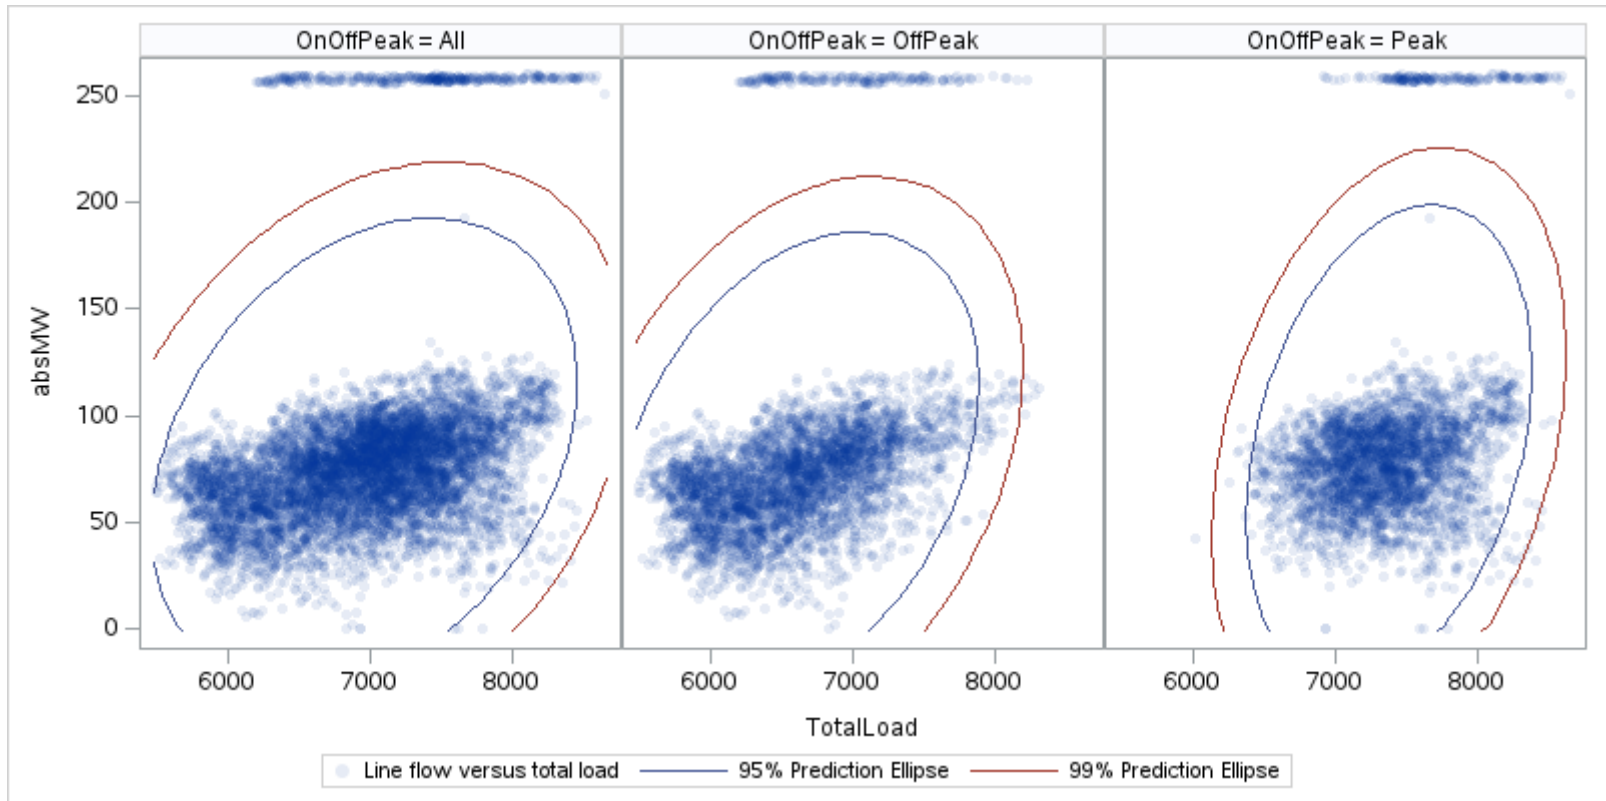 OnOffPeak = All
OnOffPeak = OffPeak
OnOffPeak = Peak
absMW
250
200
150
100
50
0
6000 7000 8000
6000 7000 8000
6000 7000 8000
TotalLoad
Line flow versus total load 95% Prediction Ellipse 99% Prediction Ellipse